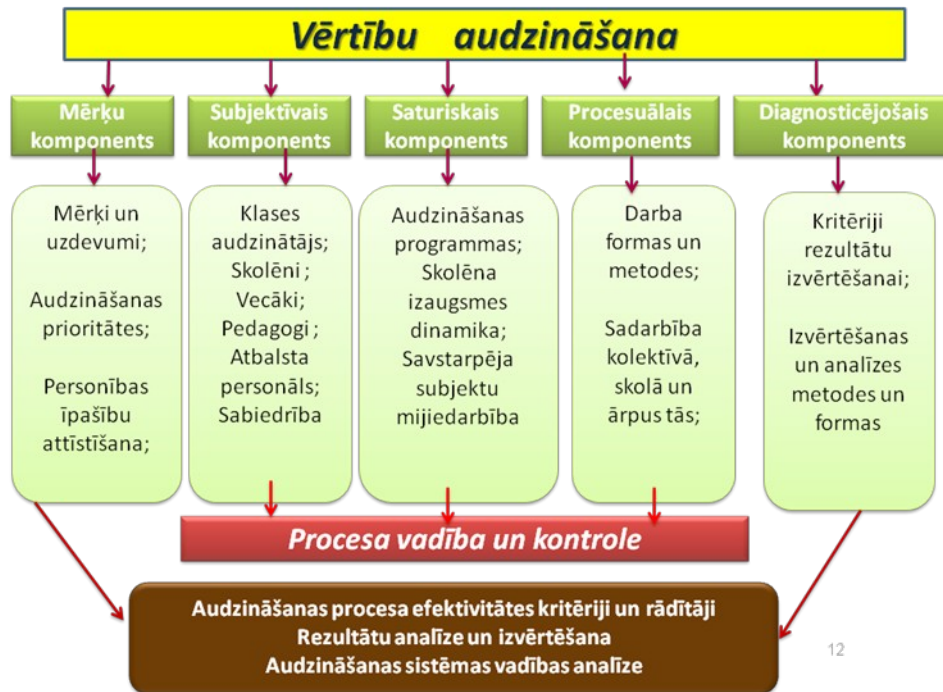 Vērtību audzināšana
Mērķu
komponents
Subjektīvais
komponents
Saturiskais
komponents
Procesuālais
komponents
Diagnosticējošais
komponents
Mērķi un
uzdevumi;
Audzināšanas
prioritātes;
Personības
īpašību
attīstīšana;
Klases
audzinātājs;
Skolēni ;
Vecāki;
Pedagogi ;
Atbalsta
personāls;
Sabiedrība
Audzināšanas
programmas;
Skolēna
izaugsmes
dinamika;
Savstarpēja
subjektu
mijiedarbība
Darba
formas un
metodes;
Sadarbība
kolektīvā,
skolā un
ārpus tās;
Kritēriji
rezultātu
izvērtēšanai;
Izvērtēšanas
un analīzes
metodes un
formas
Procesa vadība un kontrole
Audzināšanas procesa efektivitātes kritēriji un rādītāji
Rezultātu analīze un izvērtēšana
Audzināšanas sistēmas vadības analīze
12